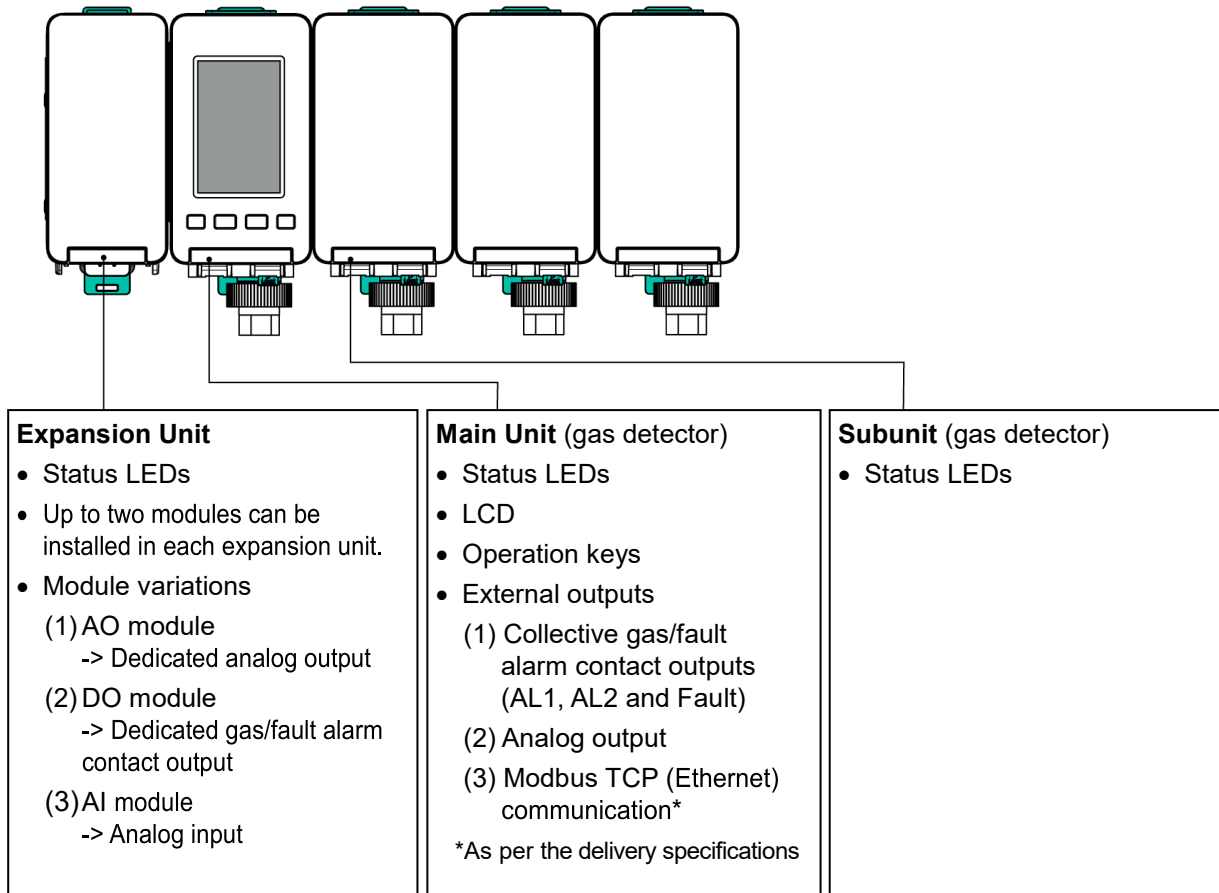 Expansion Unit
• Status LEDs
• Up to two modules can be
installed in each expansion unit.
• Module variations
(1) AO module
-> Dedicated analog output
(2) DO module
-> Dedicated gas/fault alarm
contact output
(3) AI module
-> Analog input
Main Unit (gas detector)
• Status LEDs
• LCD
• Operation keys
• External outputs
(1) Collective gas/fault
alarm contact outputs
(AL1, AL2 and Fault)
(2) Analog output
(3) Modbus TCP (Ethernet)
communication*
*As per the delivery specifications
Subunit (gas detector)
• Status LEDs